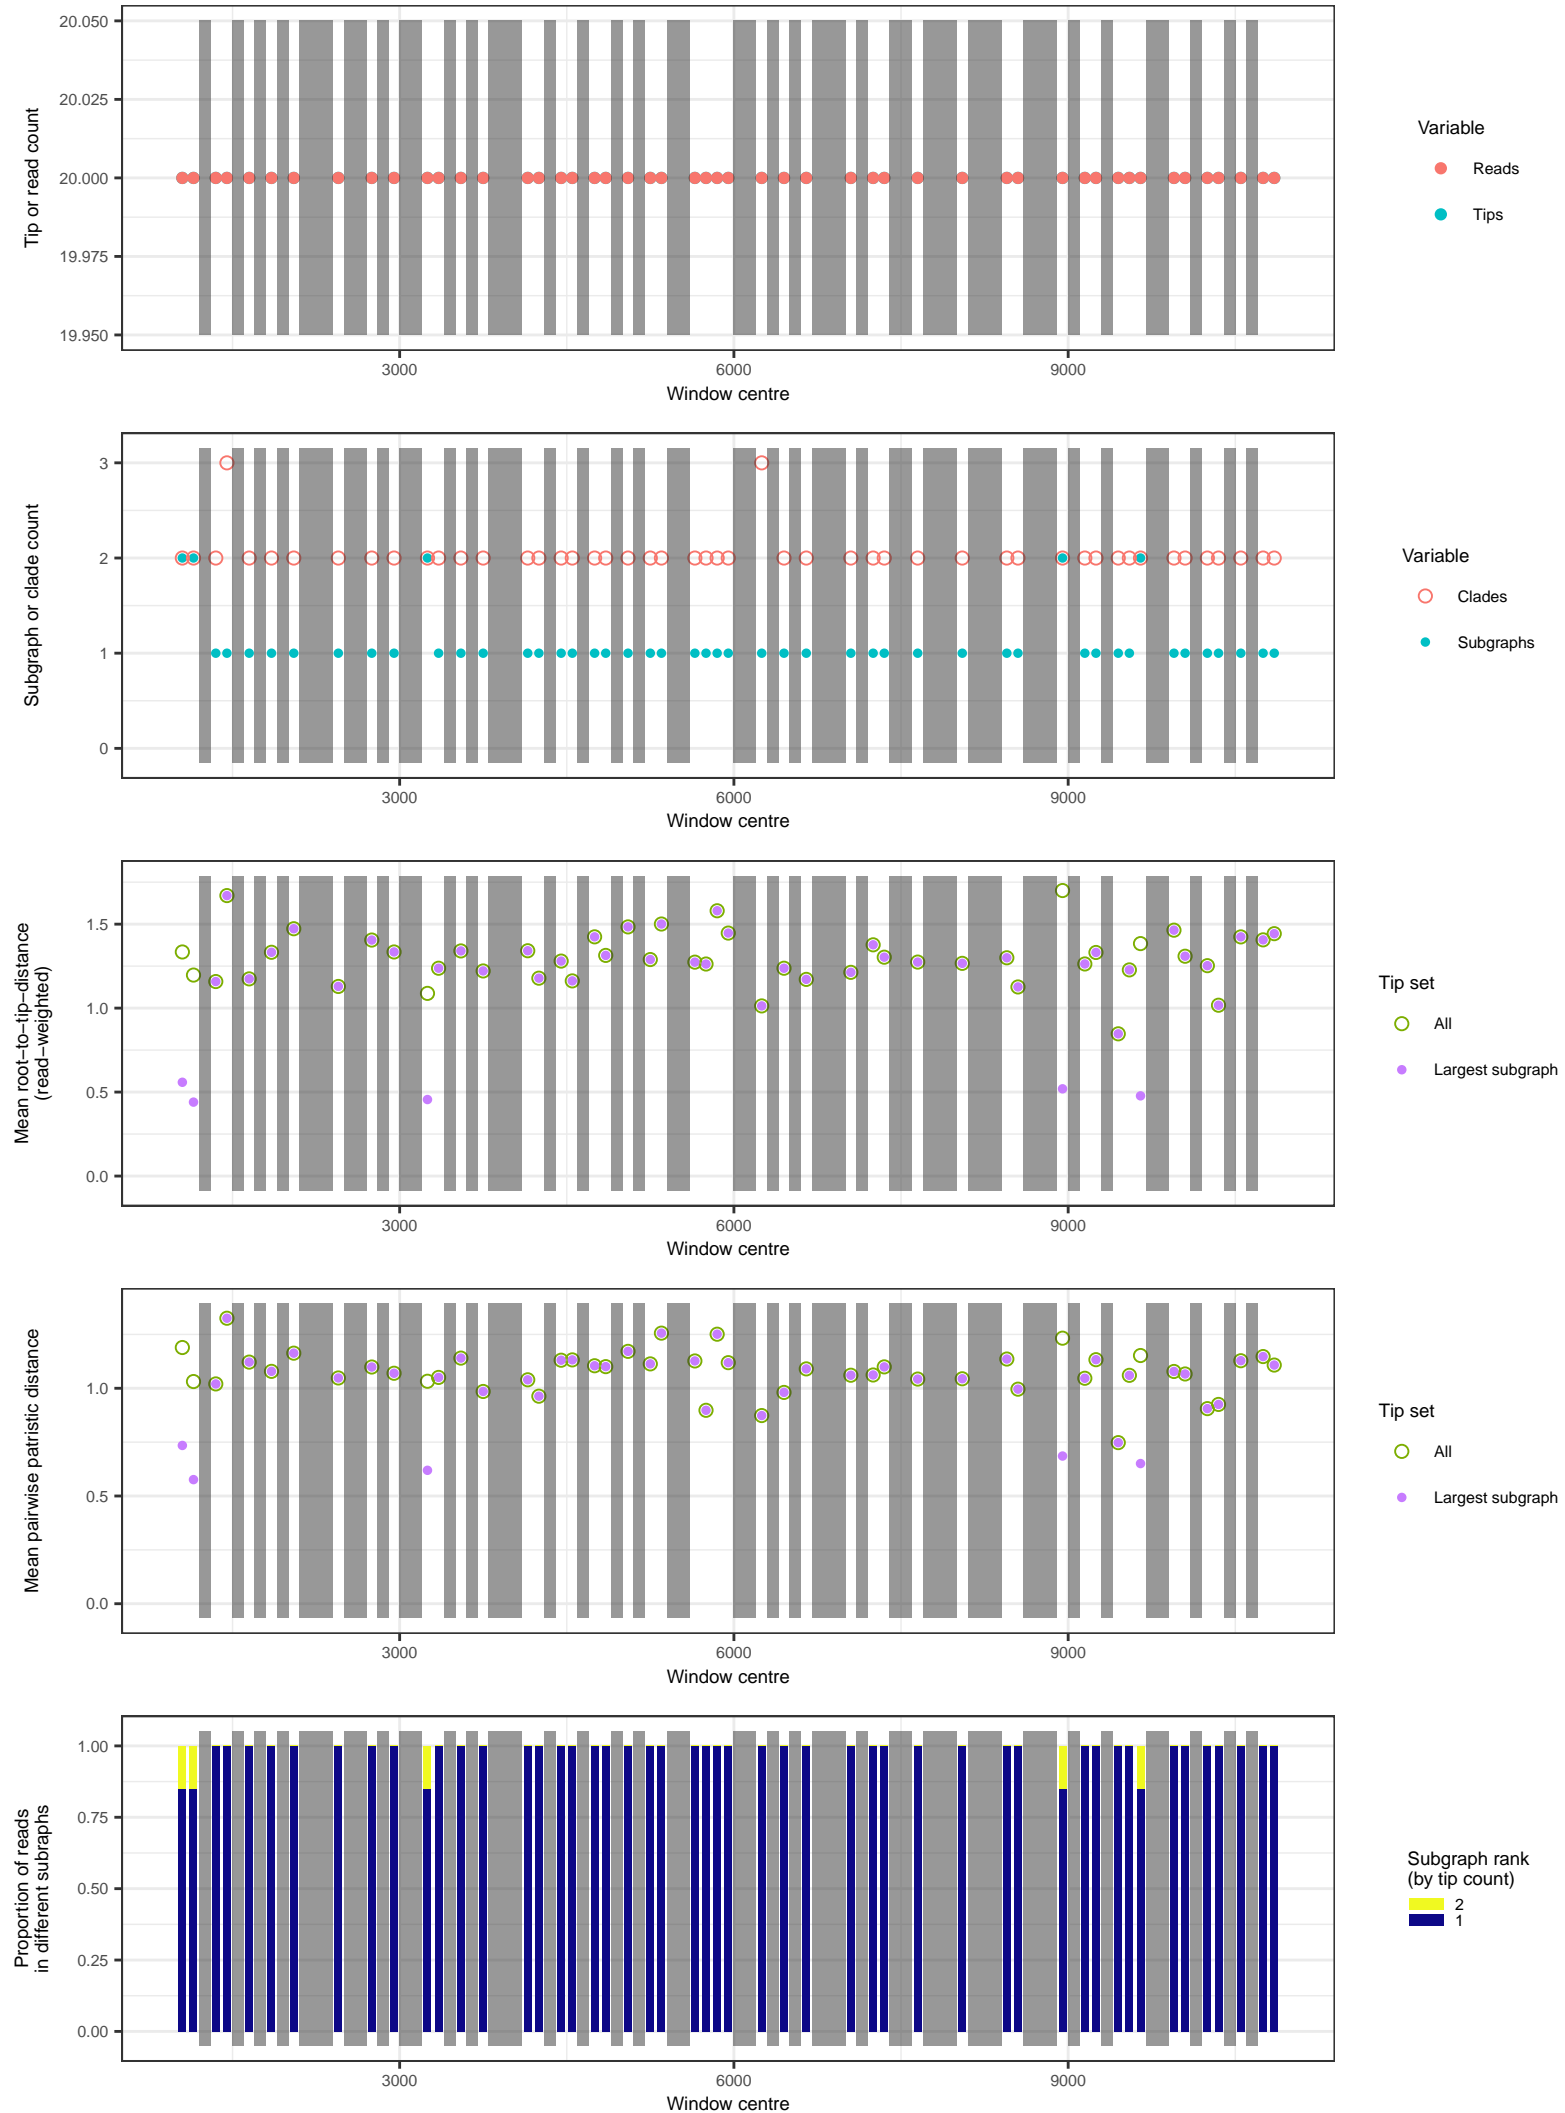 20.050
20.025
20.000
19.975
19.950
Tip or read count
3000
6000
9000
Window centre
Variable
Reads
Tips
3
2
1
0
Subgraph or clade count
3000
6000
9000
Window centre
Variable
Clades
Subgraphs
1.5
1.0
0.5
0.0
Mean root−to−tip−distance
(read−weighted)
3000
6000
9000
Window centre
Tip set
All
Largest subgraph
1.0
0.5
0.0
Mean pairwise patristic distance
3000
6000
9000
Window centre
Tip set
All
Largest subgraph
1.00
0.75
0.50
0.25
0.00
Proportion of reads
in different subraphs
3000
6000
9000
Window centre
Subgraph rank
(by tip count)
2
1